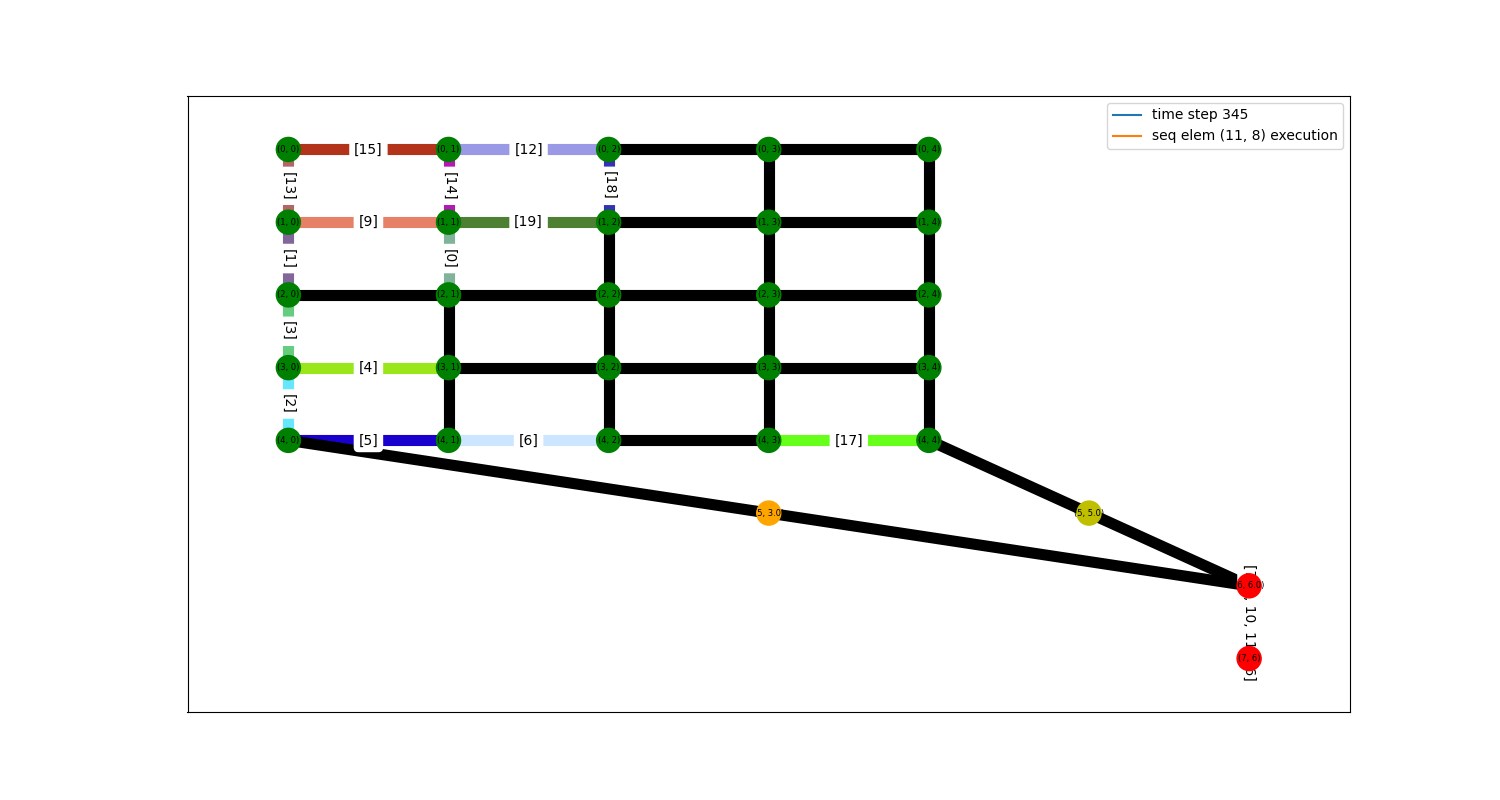 time step 345
seq elem (11, 8) execution
(0, 0) [15] (0, 1) [12] (0, 2) (0, 3) (0, 4)
[13] [14] [18]
(1, 0) [9] (1, 1) [19] (1, 2) (1, 3) (1, 4)
[1] [0]
(2, 0) (2, 1) (2, 2) (2, 3) (2, 4)
[3]
(3, 0) [4] (3, 1) (3, 2) (3, 3) (3, 4)
[2]
(4, 0) [5] (4, 1) [6] (4, 2) (4, 3) [17] (4, 4)
(5, 3.0) (5, 5.0)
(6, 6.0)
10, 11
(7, 6)